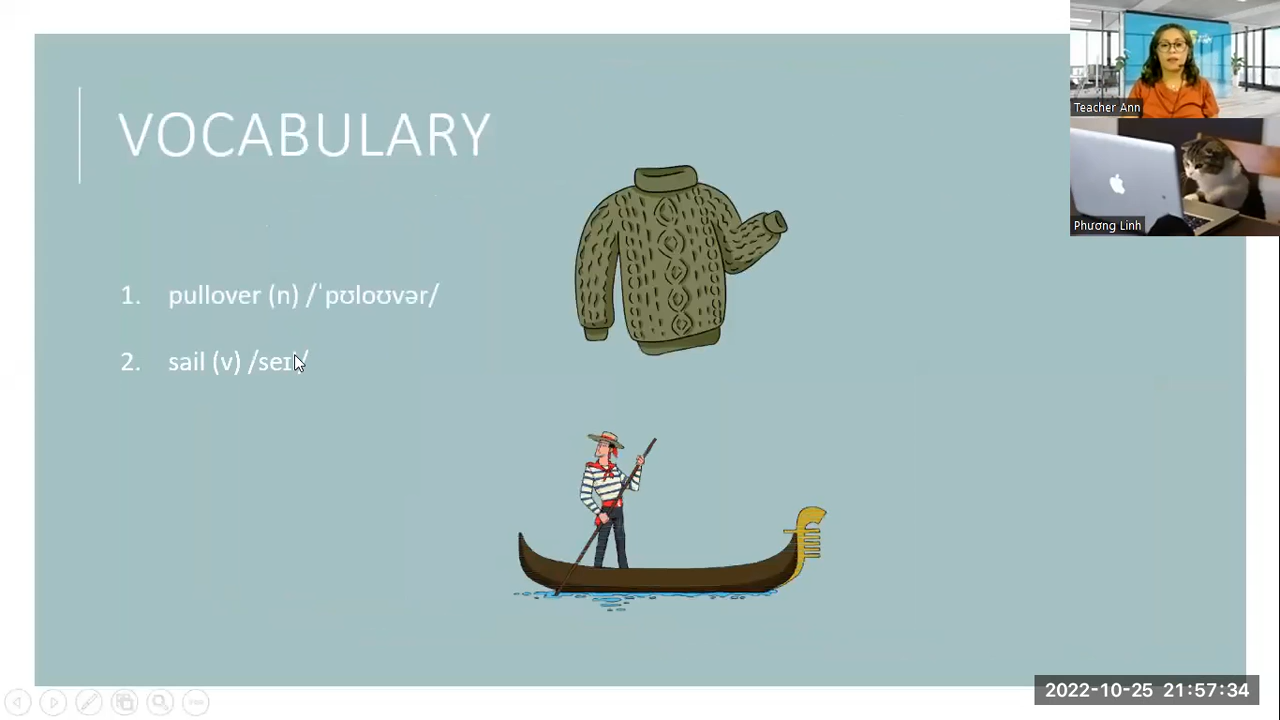 VOCABULARY
1. pullover (n) /ˈpʊloʊvər/
2. sail (v) /seɪ/
Teacher Ann
Phương Linh
2022-10-25 21:57:34